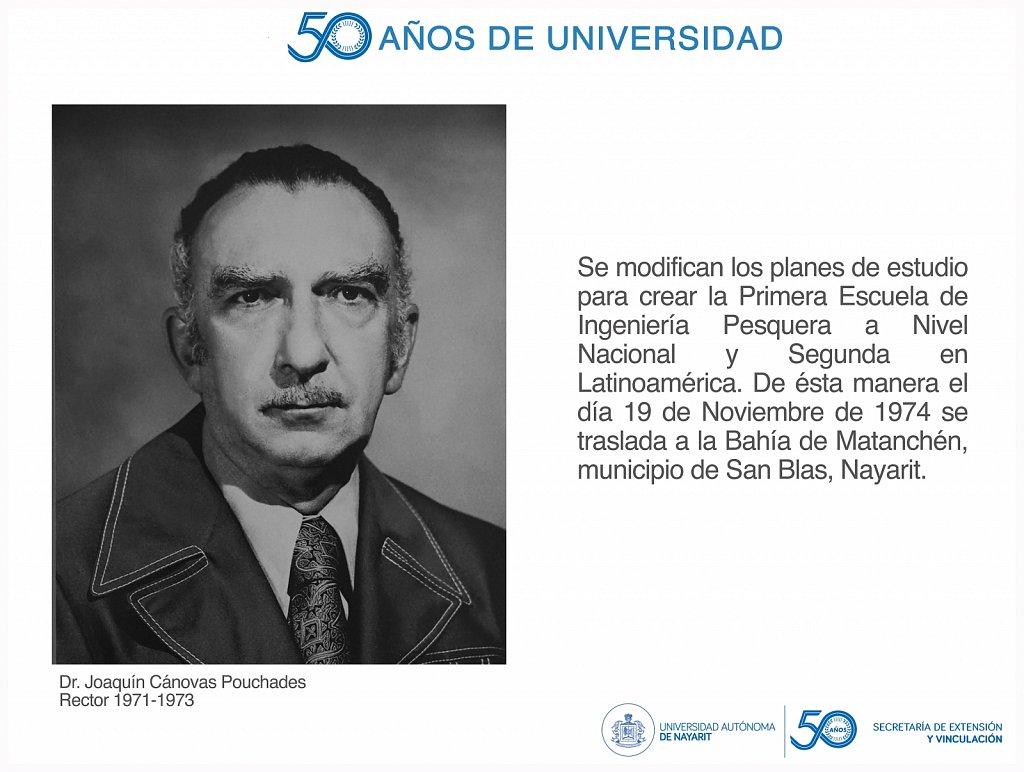 50 AÑOS DE UNIVERSIDAD
Se modifican los planes de estudio
para crear la Primera Escuela de
Ingeniería Pesquera a Nivel
Nacional y Segunda en
Latinoamérica. De ésta manera el
día 19 de Noviembre de 1974 se
traslada a la Bahía de Matanchén,
municipio de San Blas, Nayarit.
Dr. Joaquín Cánovas Pouchades
Rector 1971-1973
UNIVERSIDAD AUTÓNOMA
DE NAYARIT
50 AÑOS
SECRETARÍA DE EXTENSIÓN
Y VINCULACIÓN